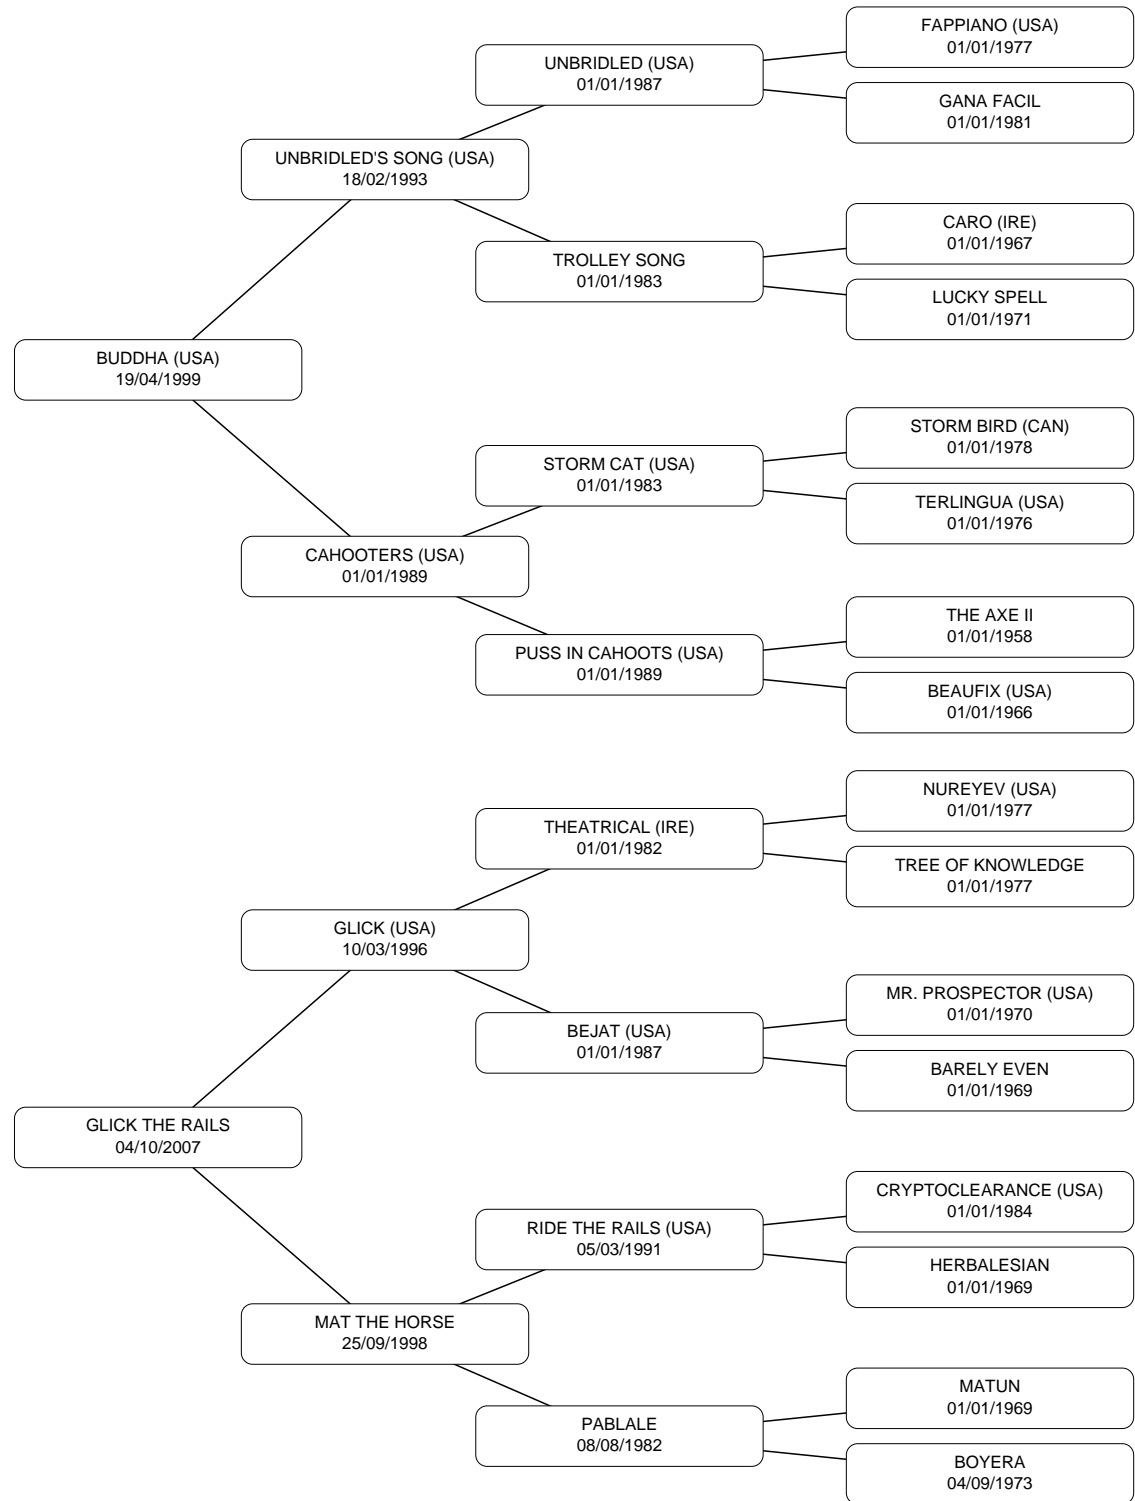 FAPPIANO (USA)
01/01/1977
UNBRIDLED (USA)
01/01/1987
GANA FACIL
01/01/1981
UNBRIDLED'S SONG (USA)
18/02/1993
CARO (IRE)
01/01/1967
TROLLEY SONG
01/01/1983
LUCKY SPELL
01/01/1971
BUDDHA (USA)
19/04/1999
STORM BIRD (CAN)
01/01/1978
STORM CAT (USA)
01/01/1983
TERLINGUA (USA)
01/01/1976
CAHOOTERS (USA)
01/01/1989
THE AXE II
01/01/1958
PUSS IN CAHOOTS (USA)
01/01/1989
BEAUFIX (USA)
01/01/1966
NUREYEV (USA)
01/01/1977
THEATRICAL (IRE)
01/01/1982
TREE OF KNOWLEDGE
01/01/1977
GLICK (USA)
10/03/1996
MR. PROSPECTOR (USA)
01/01/1970
BEJAT (USA)
01/01/1987
BARELY EVEN
01/01/1969
GLICK THE RAILS
04/10/2007
CRYPTOCLEARANCE (USA)
01/01/1984
RIDE THE RAILS (USA)
05/03/1991
HERBALESIAN
01/01/1969
MAT THE HORSE
25/09/1998
MATUN
01/01/1969
PABLALE
08/08/1982
BOYERA
04/09/1973